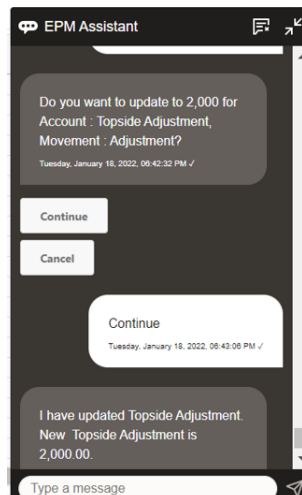 EPM Assistant
Do you want to update to 2,000 for
Account : Topside Adjustment,
Movement : Adjustment?
Tuesday, January 18, 2022, 06:42:32 PM ✓
Continue
Cancel
Continue
Tuesday, January 18, 2022, 06:43:06 PM ✓
I have updated Topside Adjustment.
New Topside Adjustment is
2,000.00.
Type a message